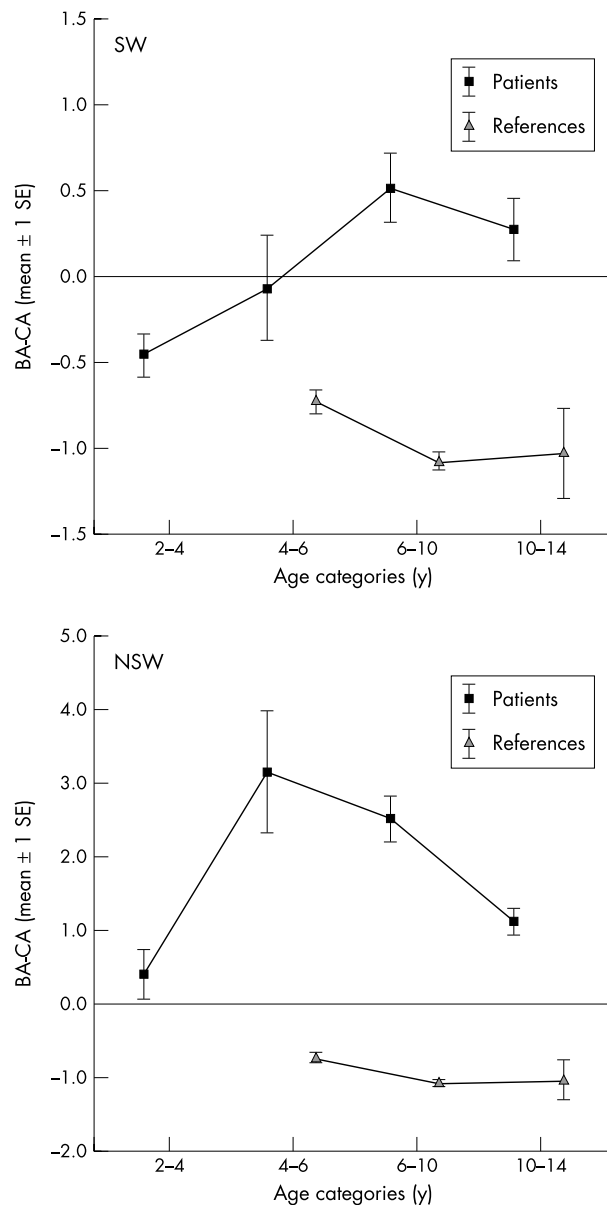 SW
Patients
References
1.5
1.0
0.5
0.0
–0.5
–1.0
–1.5
BA-CA (mean ± 1 SE)
2–4 4–6 6–10 10–14
Age categories (y)
NSW
Patients
References
5.0
4.0
3.0
2.0
1.0
0.0
–1.0
–2.0
BA-CA (mean ± 1 SE)
2–4 4–6 6–10 10–14
Age categories (y)